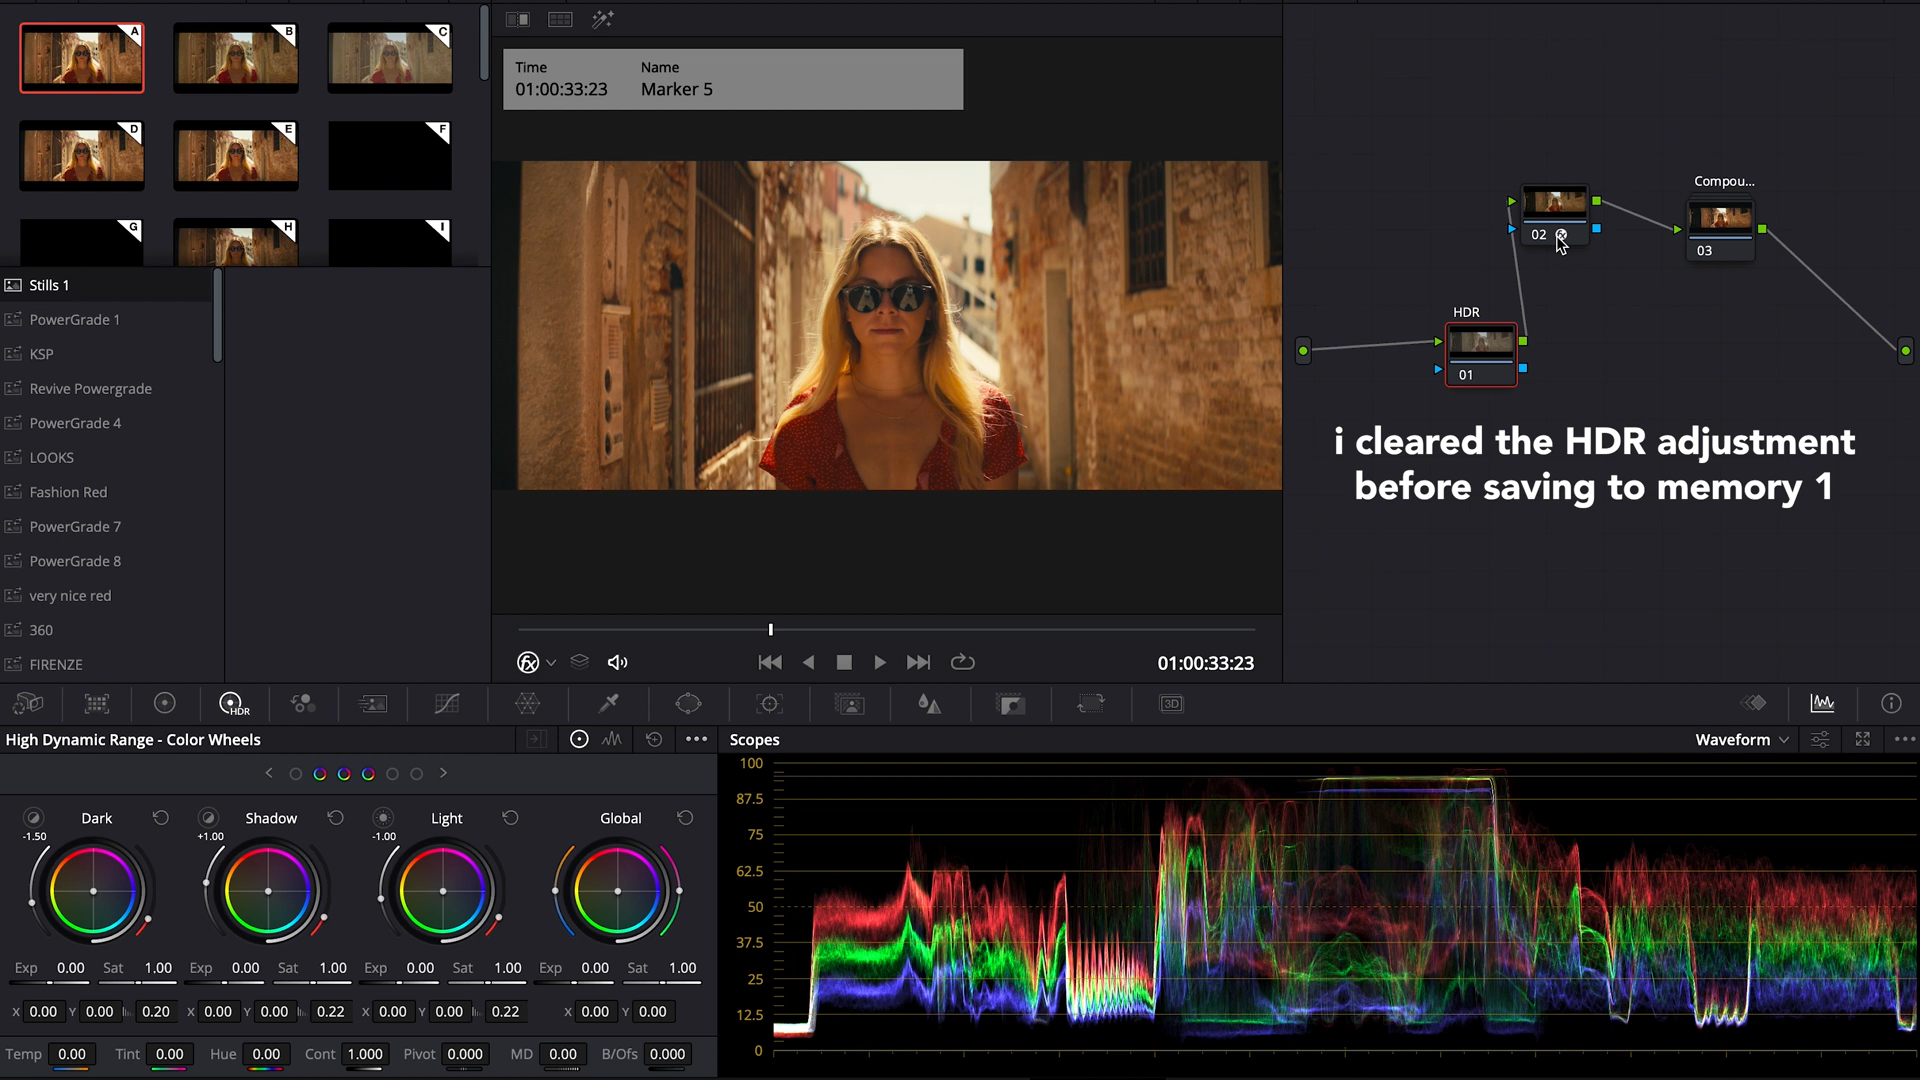 A
B
C
D
E
F
G
H
I
Time
Name
01:00:33:23
Marker 5
Stills 1
PowerGrade 1
KSP
Revive Powergrade
PowerGrade 4
LOOKS
Fashion Red
PowerGrade 7
PowerGrade 8
very nice red
360
FIRENZE
fx
01:00:33:23
Compou...
02
03
HDR
01
i cleared the HDR adjustment
before saving to memory 1
HDR
3D
High Dynamic Range - Color Wheels
Dark
Shadow
Light
Global
-1.50
+1.00
-1.00
Exp 0.00 Sat 1.00 Exp 0.00 Sat 1.00 Exp 0.00 Sat 1.00 Exp 0.00 Sat 1.00
X 0.00 Y 0.00 0.20 X 0.00 Y 0.00 0.22 X 0.00 Y 0.00 0.22 X 0.00 Y 0.00
Temp 0.00 Tint 0.00 Hue 0.00 Cont 1.000 Pivot 0.000 MD 0.00 B/Ofs 0.000
Scopes
Waveform
100
87.5
75
62.5
50
37.5
25
12.5
0